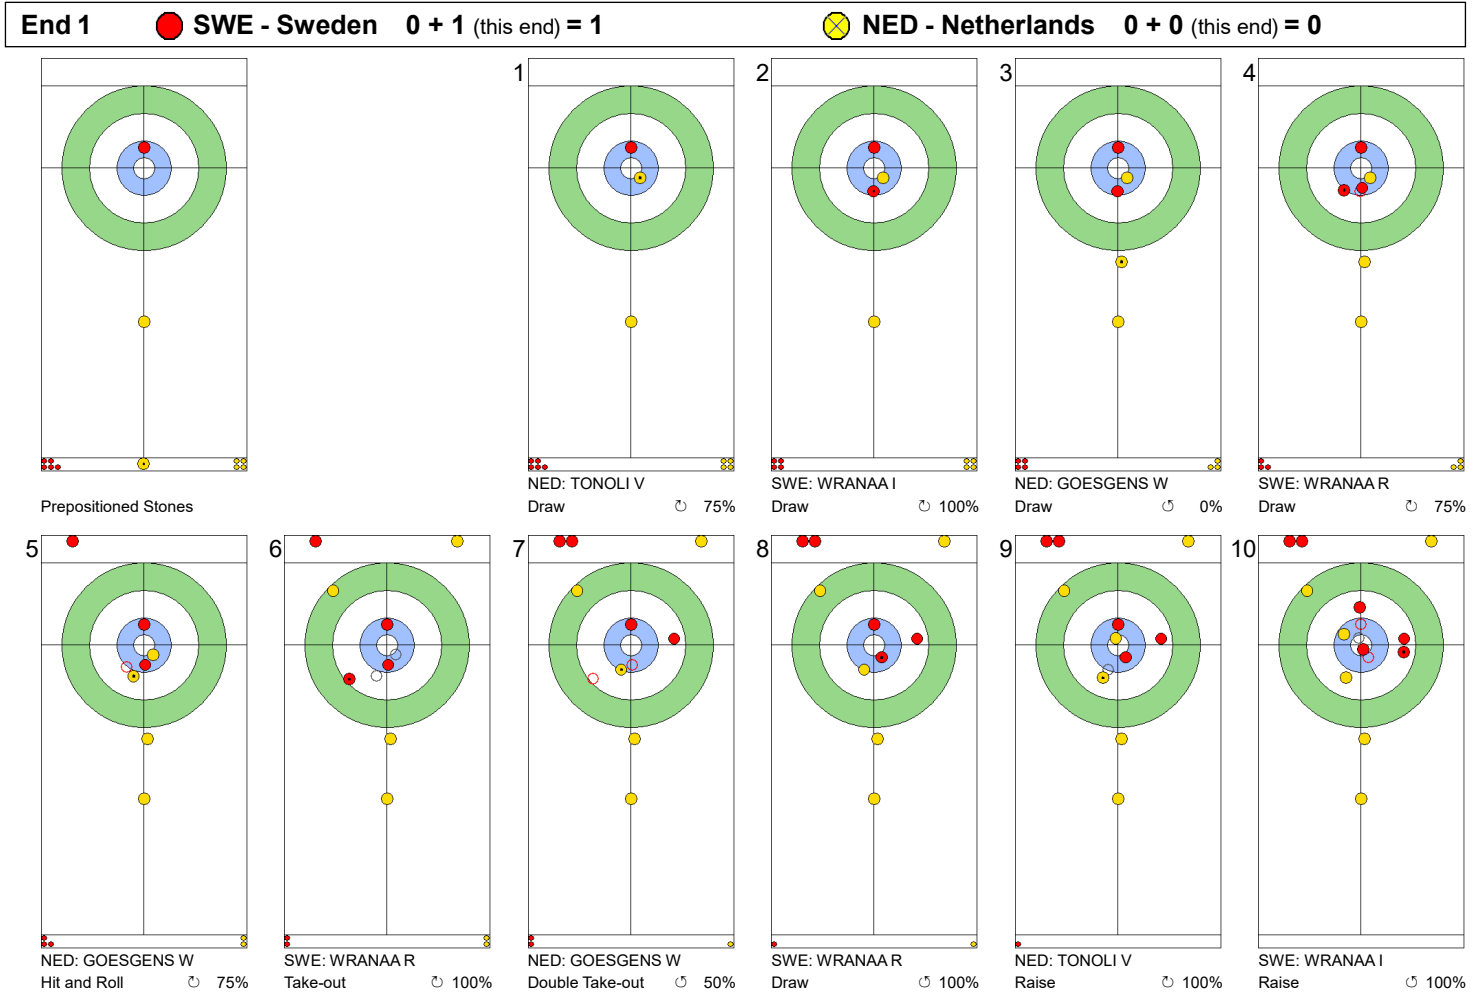 End 1 SWE - Sweden 0 + 1 (this end) = 1 NED - Netherlands 0 + 0 (this end) = 0
1 2 3 4
Prepositioned Stones
NED: TONOLI V
Draw ↻ 75%
SWE: WRANAA I
Draw ↻ 100%
NED: GOESGENS W
Draw ↺ 0%
SWE: WRANAA R
Draw ↻ 75%
5 6 7 8 9 10
NED: GOESGENS W
Hit and Roll ↻ 75%
SWE: WRANAA R
Take-out ↻ 100%
NED: GOESGENS W
Double Take-out ↺ 50%
SWE: WRANAA R
Draw ↺ 100%
NED: TONOLI V
Raise ↻ 100%
SWE: WRANAA I
Raise ↻ 100%